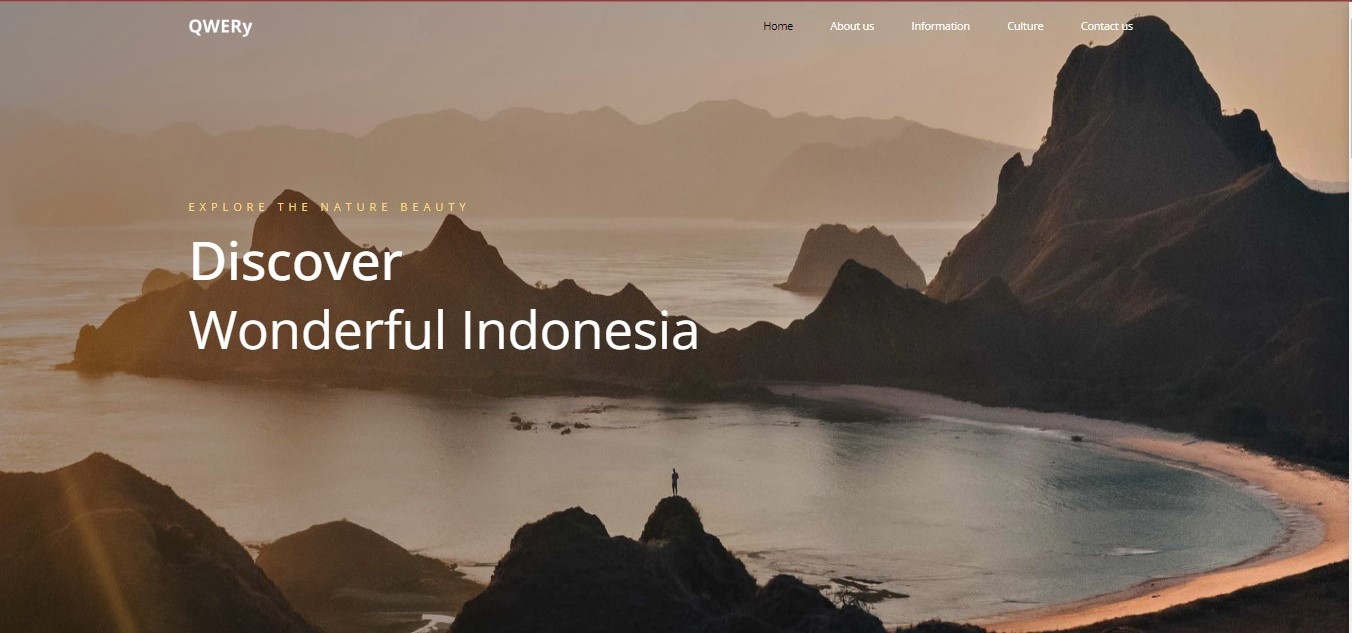 QWERy
Home About us Information Culture Contact us
EXPLORE THE NATURE BEAUTY
Discover
Wonderful Indonesia